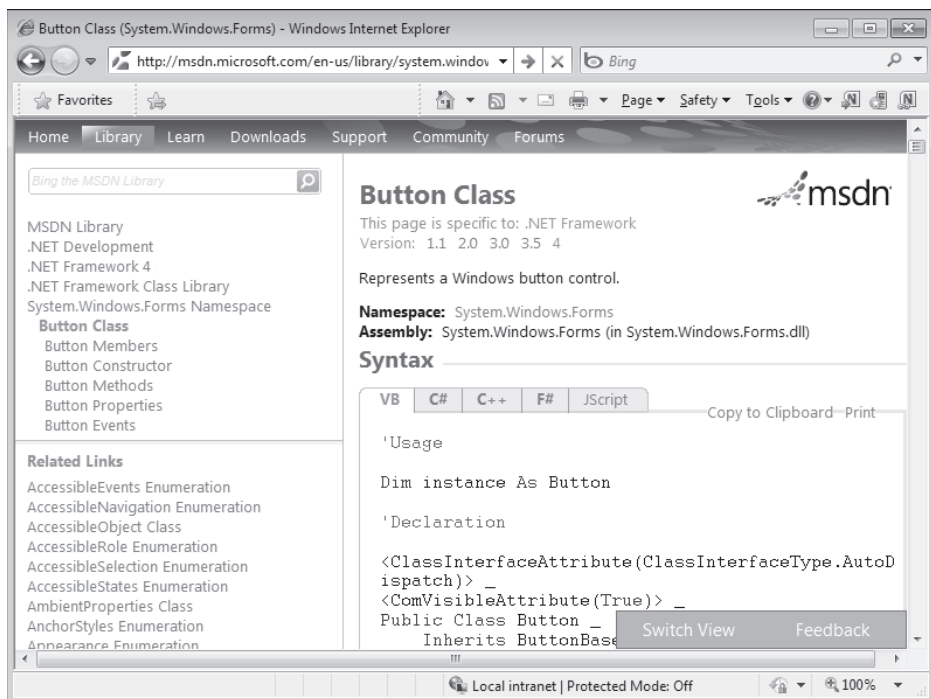 Button Class (System.Windows.Forms) - Windows Internet Explorer
http://msdn.microsoft.com/en-us/library/system.window
Bing
Favorites
Page Safety Tools
Home Library Learn Downloads Support Community Forums
Bing the MSDN Library
MSDN Library
.NET Development
.NET Framework 4
.NET Framework Class Library
System.Windows.Forms Namespace
Button Class
Button Members
Button Constructor
Button Methods
Button Properties
Button Events
Related Links
AccessibleEvents Enumeration
AccessibleNavigation Enumeration
AccessibleObject Class
AccessibleRole Enumeration
AccessibleSelection Enumeration
AccessibleStates Enumeration
AmbientProperties Class
AnchorStyles Enumeration
Appearance Enumeration
msdn
Button Class
This page is specific to: .NET Framework
Version: 1.1 2.0 3.0 3.5 4
Represents a Windows button control.
Namespace: System.Windows.Forms
Assembly: System.Windows.Forms (in System.Windows.Forms.dll)
Syntax
VB C# C++ F# JScript
Copy to Clipboard Print
'Usage
Dim instance As Button
'Declaration
<ClassInterfaceAttribute(ClassInterfaceType.AutoD
ispatch)> _
<ComVisibleAttribute(True)> _
Public Class Button _
Inherits ButtonBase
Switch View Feedback
Local intranet | Protected Mode: Off
100%